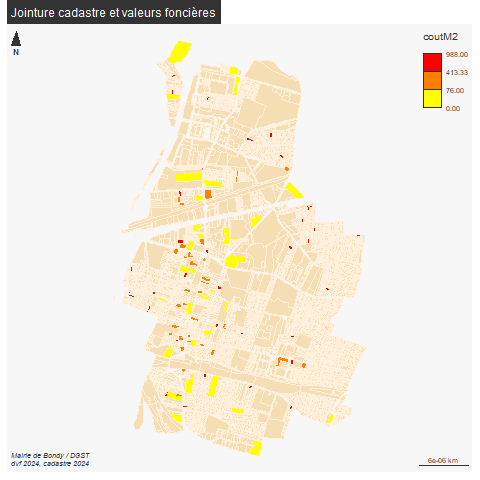 Jointure cadastre et valeurs foncières
N
coutM2
988.00
413.33
76.00
0.00
Mairie de Bondy / DGST
dvf 2024, cadastre 2024
6e-06 km